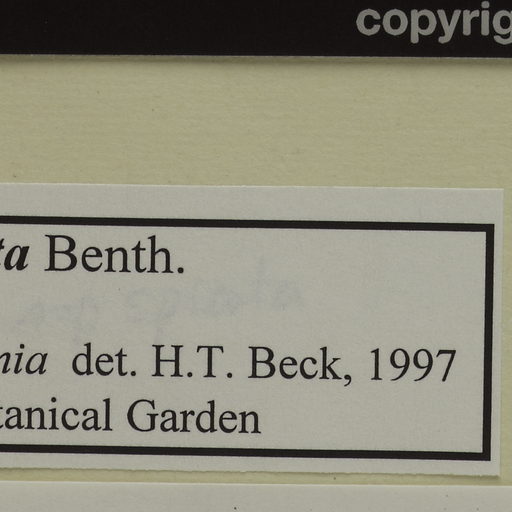 copyrig
ta Benth.
nia det. H.T. Beck, 1997
tanical Garden